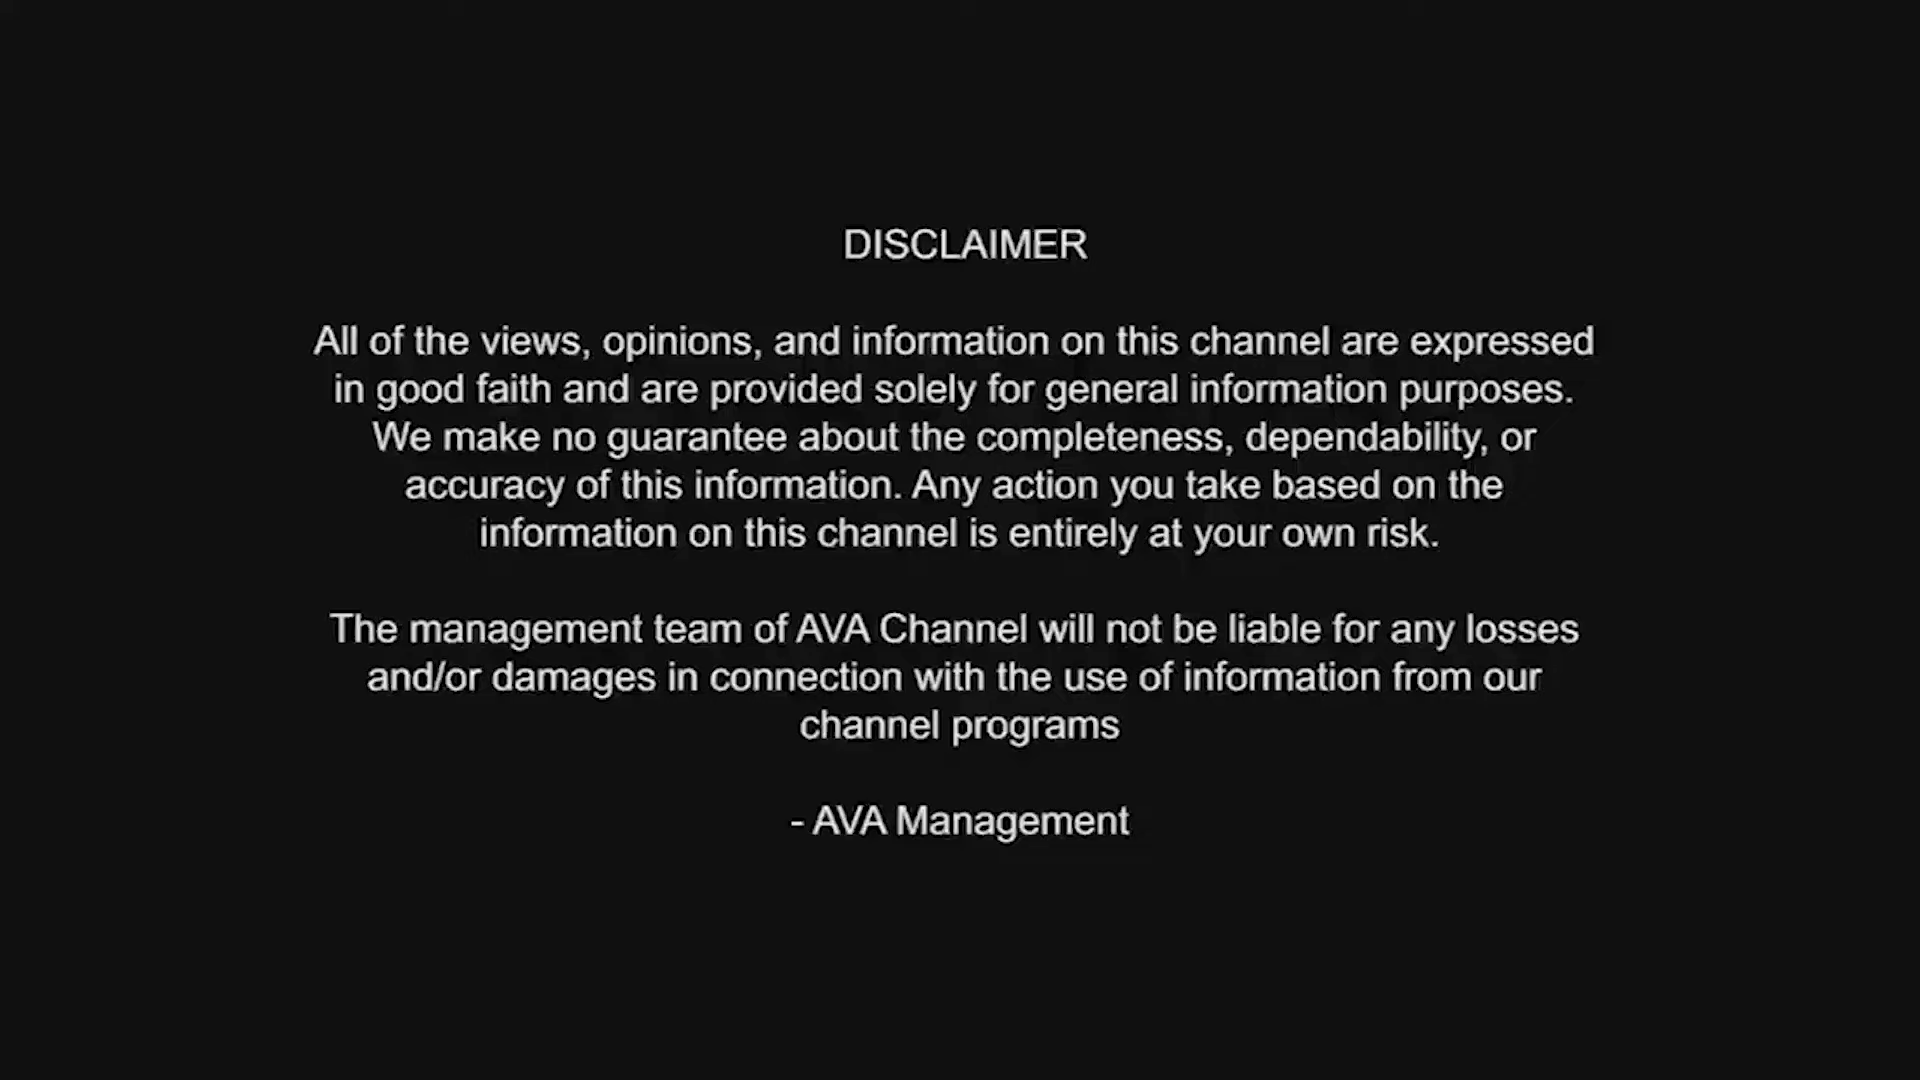 DISCLAIMER
All of the views, opinions, and information on this channel are expressed
in good faith and are provided solely for general information purposes.
We make no guarantee about the completeness, dependability, or
accuracy of this information. Any action you take based on the
information on this channel is entirely at your own risk.
The management team of AVA Channel will not be liable for any losses
and/or damages in connection with the use of information from our
channel programs
- AVA Management